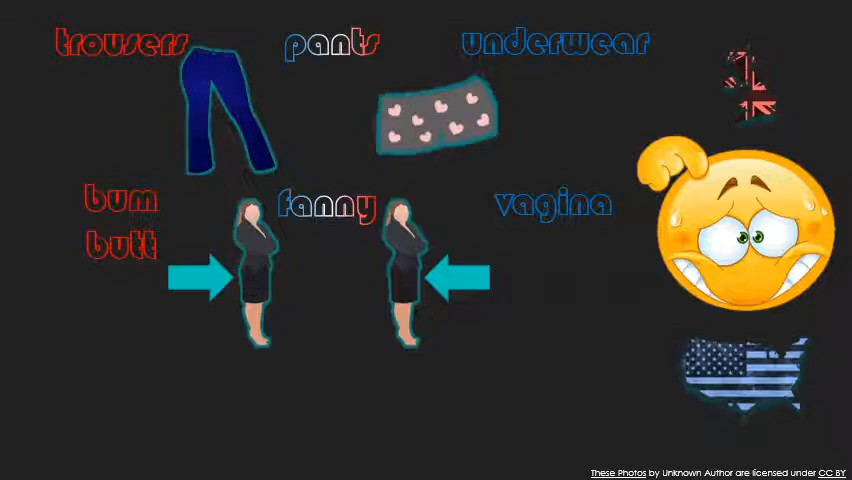 trousers pants underwear
bum fanny vagina
butt
These Photos by Unknown Author are licensed under CC BY